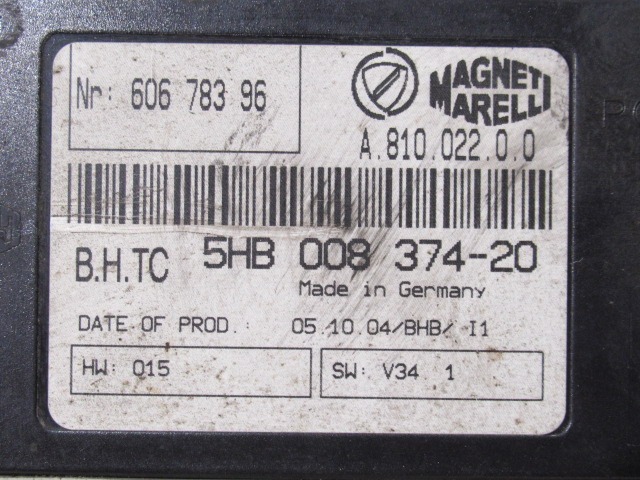 Nr: 606 783 96
MAGNETI
MARELLI
A.810.022.0.0
B.H.TC 5HB 008 374-20
Made in Germany
DATE OF PROD.: 05.10.04/BHB/ I1
HW: 015
SW: V34 1